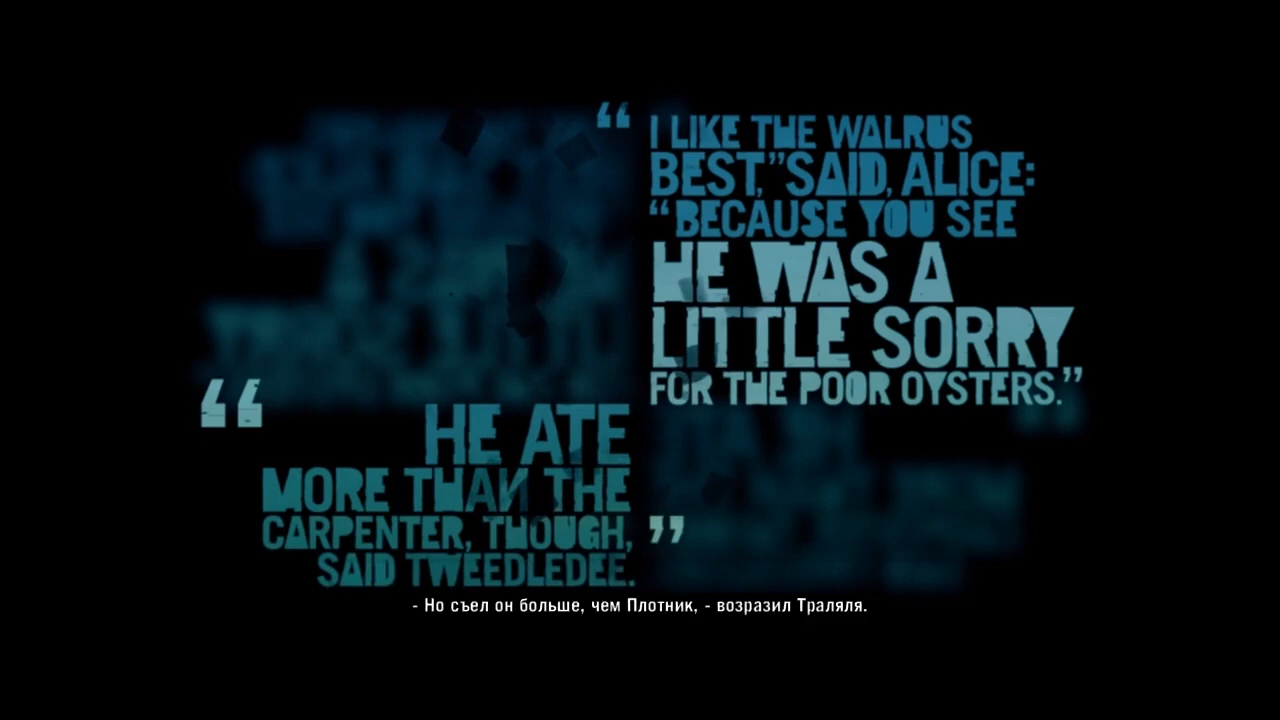 “ I LIKE THE WALRUS
BEST,” SAID, ALICE:
“BECAUSE YOU SEE
HE WAS A
LITTLE SORRY
FOR THE POOR OYSTERS.”
“ HE ATE
MORE THAN THE
CARPENTER, THOUGH,
SAID TWEEDLEDEE. ”
- Но съел он больше, чем Плотник, - возразил Траляля.